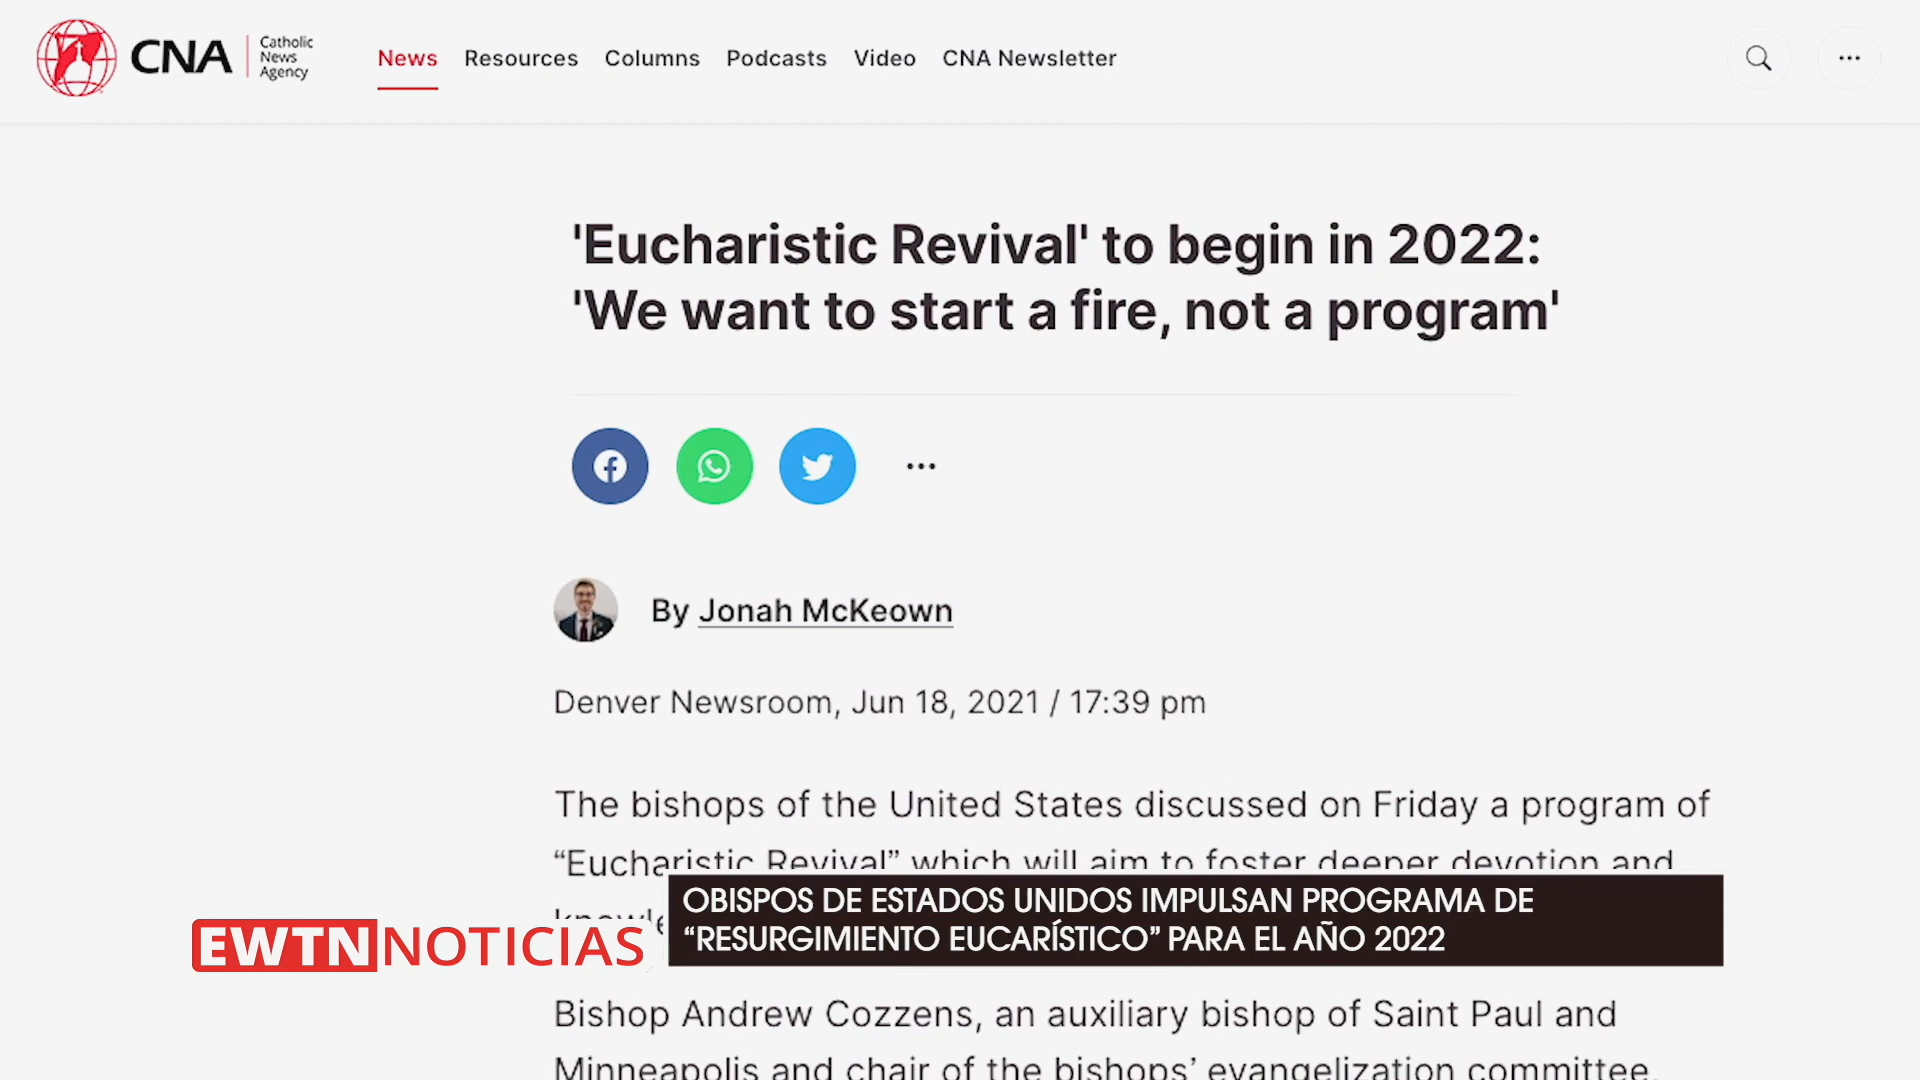 CNA
Catholic
News
Agency
News
Resources
Columns
Podcasts
Video
CNA Newsletter
'Eucharistic Revival' to begin in 2022:
'We want to start a fire, not a program'
By Jonah McKeown
Denver Newsroom, Jun 18, 2021 / 17:39 pm
The bishops of the United States discussed on Friday a program of
“Eucharistic Revival” which will aim to foster deeper devotion and
OBISPOS DE ESTADOS UNIDOS IMPULSAN PROGRAMA DE
“RESURGIMIENTO EUCARÍSTICO” PARA EL AÑO 2022
EWTN NOTICIAS
Bishop Andrew Cozzens, an auxiliary bishop of Saint Paul and
Minneapolis and chair of the bishops’ evangelization committee,